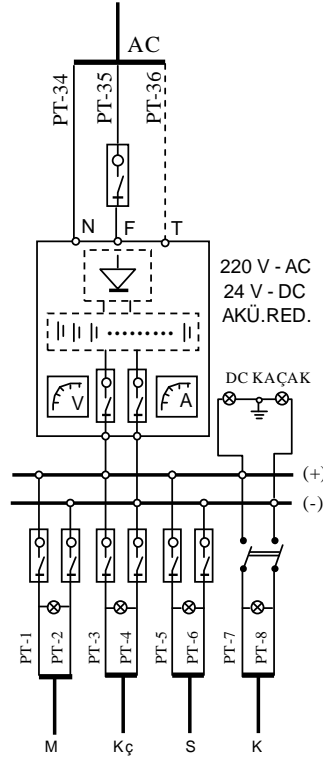 AC
PT-34
PT-35
PT-36
N
F
T
220 V - AC
24 V - DC
AKÜ.RED.
V
A
DC KAÇAK
(+)
(-)
PT-1
PT-2
PT-3
PT-4
PT-5
PT-6
PT-7
PT-8
M
Kç
S
K